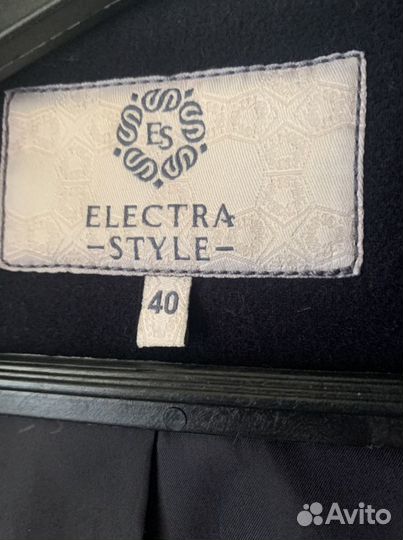 ES
ELECTRA
-STYLE-
40
Avito